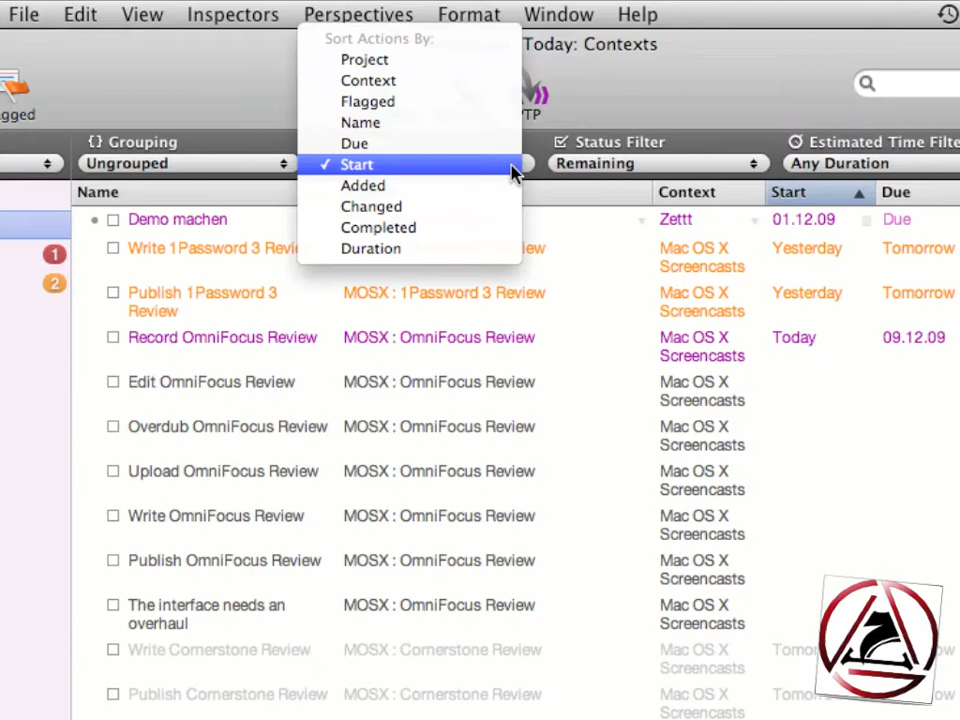 File Edit View Inspectors Perspectives Format Window Help
Sort Actions By:
Today: Contexts
Project
Context
Flagged
Name
Due
✓ Start
Added
Changed
Completed
Duration
Grouping
Status Filter
Ungrouped
Remaining
Any Duration
Name Context Start Due
Demo machen Zettt 01.12.09 Due
1
Write 1Password 3
Mac OS X Yesterday Tomorrow
Screencasts
2
Publish 1Password 3 MOSX : 1Password 3 Review Mac OS X Yesterday Tomorrow
Review Screencasts
Record OmniFocus Review MOSX : OmniFocus Review Mac OS X Today 09.12.09
Screencasts
Edit OmniFocus Review MOSX : OmniFocus Review Mac OS X
Screencasts
Overdub OmniFocus Review MOSX : OmniFocus Review Mac OS X
Screencasts
Upload OmniFocus Review MOSX : OmniFocus Review Mac OS X
Screencasts
Write OmniFocus Review MOSX : OmniFocus Review Mac OS X
Screencasts
Publish OmniFocus Review MOSX : OmniFocus Review Mac OS X
Screencasts
The interface needs an MOSX : OmniFocus Review Mac OS X
overhaul Screencasts
Write Cornerstone Review MOSX : Cornerstone Review Mac OS X
Screencasts
Publish Cornerstone Review MOSX : Cornerstone Review Mac OS X
Screencasts